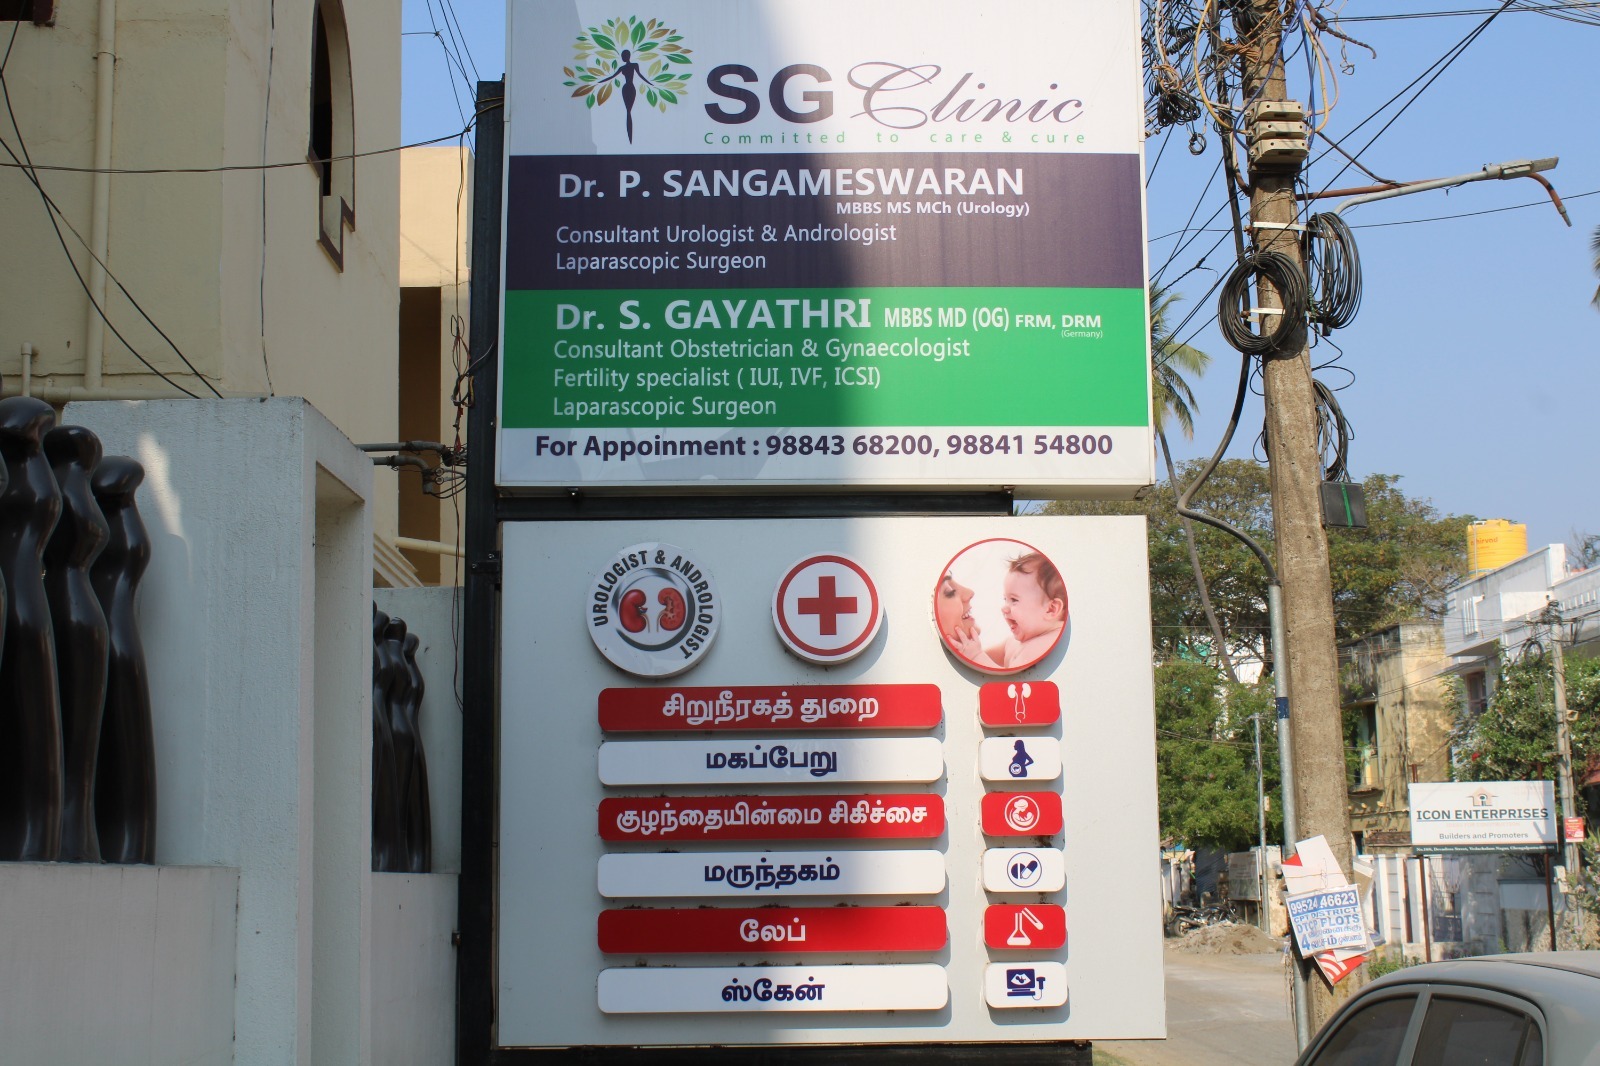 SG Clinic
Committed to care & cure
Dr. P. SANGAMESWARAN
MBBS MS MCh (Urology)
Consultant Urologist & Andrologist
Laparascopic Surgeon
Dr. S. GAYATHRI MBBS MD (OG) FRM, DRM
(Germany)
Consultant Obstetrician & Gynaecologist
Fertility specialist ( IUI, IVF, ICSI)
Laparascopic Surgeon
For Appoinment : 98843 68200, 98841 54800
UROLOGIST & ANDROLOGIST
சிறுநீரகத் துறை
மகப்பேறு
குழந்தையின்மை சிகிச்சை
மருந்தகம்
லேப்
ஸ்கேன்
ICON ENTERPRISES
Builders and Promoters
99524 46623
PLOTS